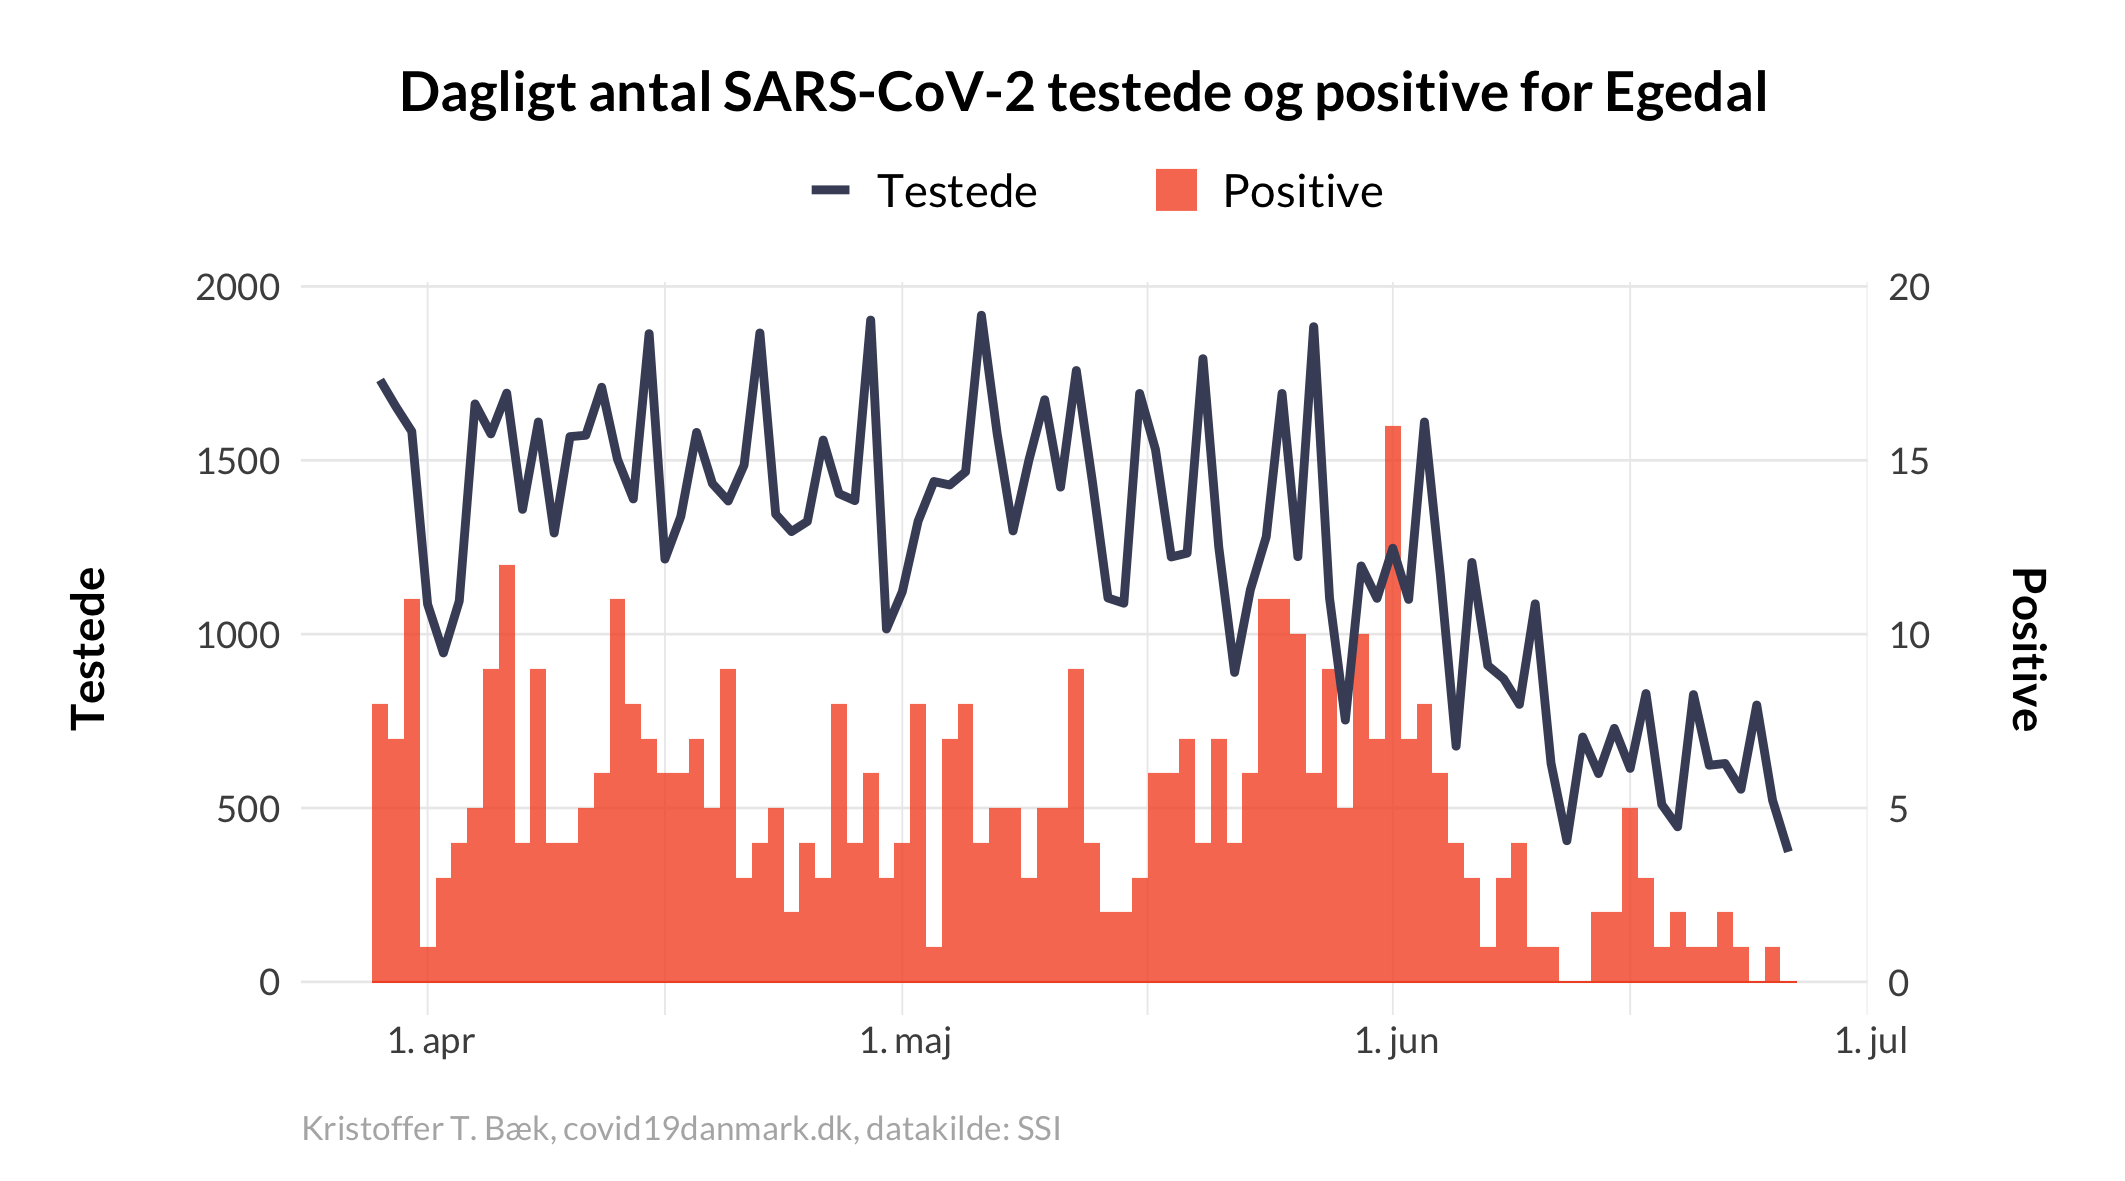 Dagligt antal SARS-CoV-2 testede og positive for Egedal
Testede
Positive
2000
1500
1000
500
0
20
15
10
5
0
Testede
Positive
1. apr
1. maj
1. jun
1. jul
Kristoffer T. Bæk, covid19danmark.dk, datakilde: SSI